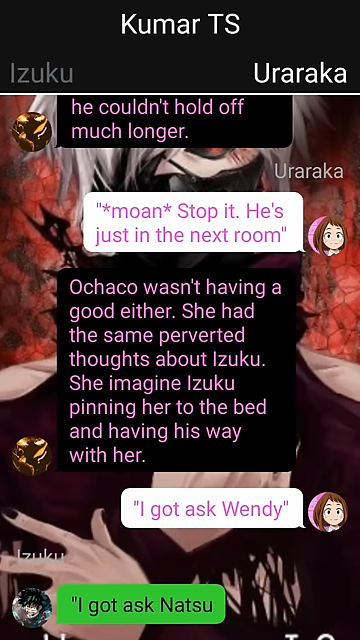 Kumar TS
Izuku
Uraraka
he couldn't hold off
much longer.
Uraraka
"*moan* Stop it. He's
just in the next room"
Ochaco wasn't having a
good either. She had
the same perverted
thoughts about Izuku.
She imagine Izuku
pinning her to the bed
and having his way
with her.
"I got ask Wendy"
Izuku
"I got ask Natsu